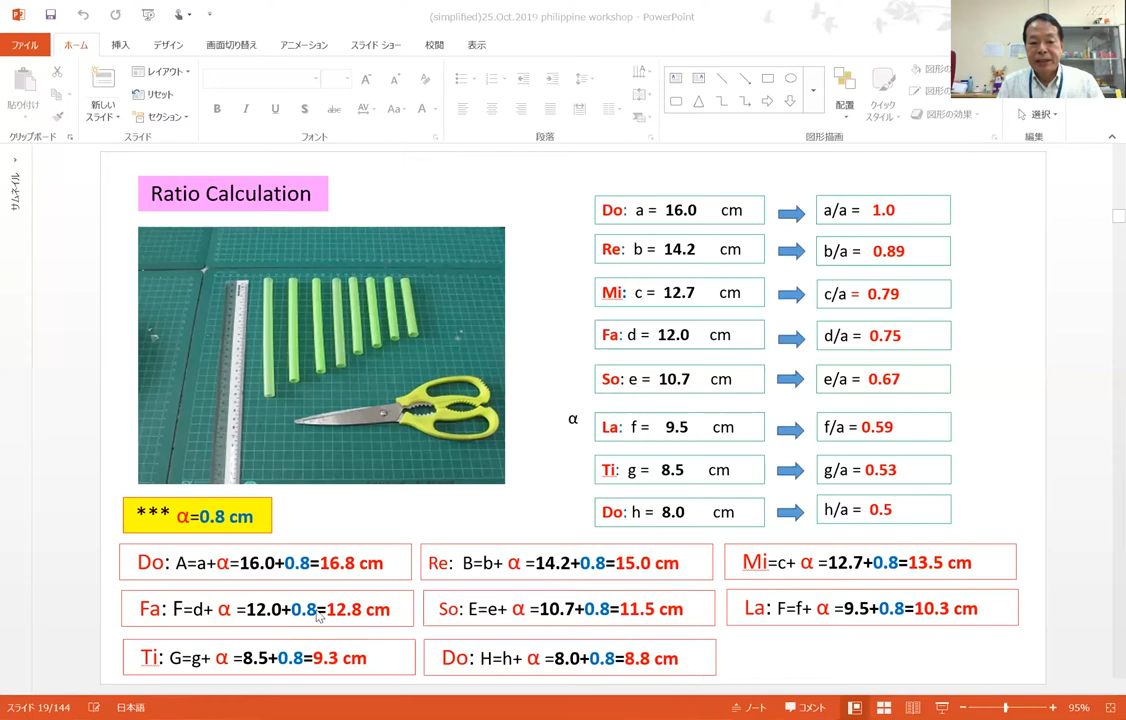 (simplified)25.Oct.2019 philippine workshop - PowerPoint
ファイル ホーム 挿入 デザイン 画面切り替え アニメーション スライド ショー 校閲 表示
貼り付け
新しい
スライド
レイアウト
リセット
セクション
B I U S abc AV Aa A
配置
クイック
スタイル
図形の
図形の
図形の効果
選択
クリップボード スライド フォント 段落 図形描画 編集
サムネイル
Ratio Calculation
Do: a = 16.0 cm a/a = 1.0
Re: b = 14.2 cm b/a = 0.89
Mi: c = 12.7 cm c/a = 0.79
Fa: d = 12.0 cm d/a = 0.75
So: e = 10.7 cm e/a = 0.67
α
La: f = 9.5 cm f/a = 0.59
Ti: g = 8.5 cm g/a = 0.53
Do: h = 8.0 cm h/a = 0.5
*** α=0.8 cm
Do: A=a+α=16.0+0.8=16.8 cm
Re: B=b+ α =14.2+0.8=15.0 cm
Mi=c+ α =12.7+0.8=13.5 cm
Fa: F=d+ α =12.0+0.8=12.8 cm
So: E=e+ α =10.7+0.8=11.5 cm
La: F=f+ α =9.5+0.8=10.3 cm
Ti: G=g+ α =8.5+0.8=9.3 cm
Do: H=h+ α =8.0+0.8=8.8 cm
スライド 19/144 日本語 ノート コメント 95%